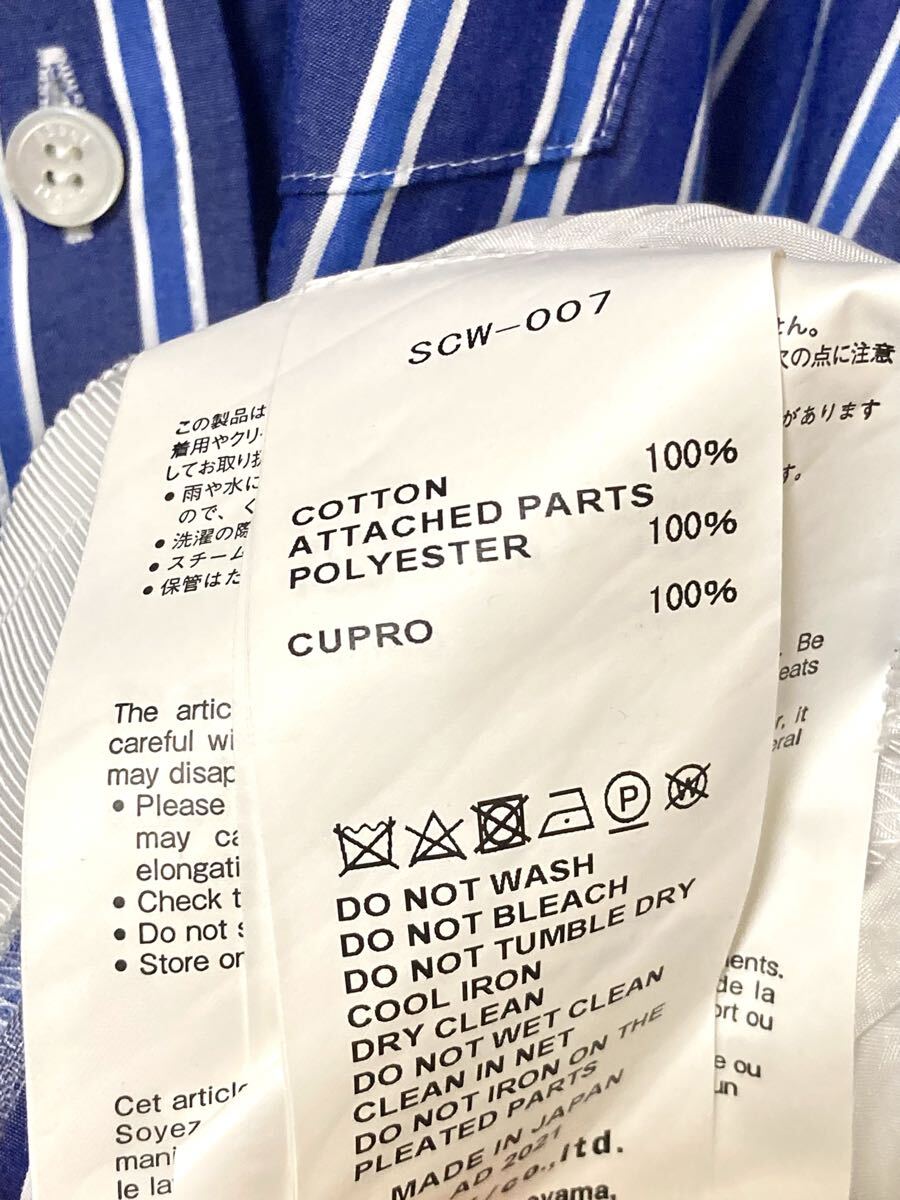 SCW-007
COTTON 100%
ATTACHED PARTS
POLYESTER 100%
CUPRO 100%
P
W
DO NOT WASH
DO NOT BLEACH
DO NOT TUMBLE DRY
COOL IRON
DRY CLEAN
DO NOT WET CLEAN
CLEAN IN NET
DO NOT IRON ON THE
PLEATED PARTS
MADE IN JAPAN
AD 2021
co.,ltd.
この製品は
着用やクリ
してお取り扱
• 雨や水に
ので、く
• 洗濯の際
• スチーム
• 保管はた
The artic
careful wi
may disap
• Please
may ca
elongati
• Check t
• Do not s
• Store or
Cet article
Soyez
mani
le la
せん。
次の点に注意
があります
す。
. Be
eats
r, it
eral
ents.
de la
ort ou
e ou
un